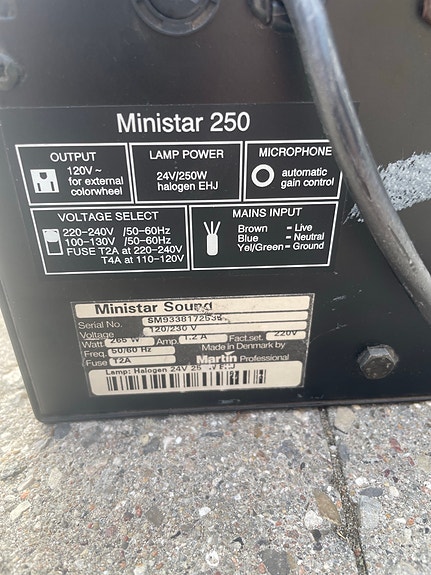 Ministar 250
OUTPUT
120V ~
for external
colorwheel
LAMP POWER
24V/250W
halogen EHJ
MICROPHONE
automatic
gain control
VOLTAGE SELECT
220-240V /50-60Hz
100-130V /50-60Hz
FUSE T2A at 220-240V
T4A at 110-120V
MAINS INPUT
Brown = Live
Blue = Neutral
Yel/Green = Ground
Ministar Sound
Serial No.
Voltage 120/230 V
Watt 265 W Amp. 1.2 A Fact.set. 220V
Freq. 50/60 Hz Made in Denmark by
Fuse T2A Martin Professional
Lamp: Halogen 24V 25 EHJ